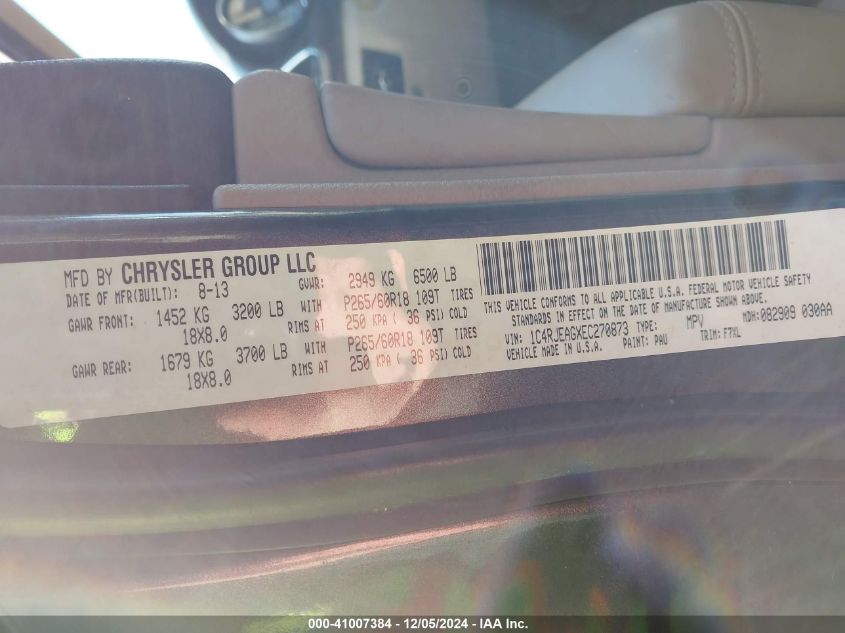 MFD BY CHRYSLER GROUP LLC
DATE OF MFR(BUILT): 8-13 GVWR: 2949 KG 6500 LB
GAWR FRONT: 1452 KG 3200 LB WITH P265/60R18 109T TIRES
18X8.0 RIMS AT 250 KPA ( 36 PSI) COLD
GAWR REAR: 1679 KG 3700 LB WITH P265/60R18 109T TIRES
18X8.0 RIMS AT 250 KPA ( 36 PSI) COLD
THIS VEHICLE CONFORMS TO ALL APPLICABLE U.S.A. FEDERAL MOTOR VEHICLE SAFETY
STANDARDS IN EFFECT ON THE DATE OF MANUFACTURE SHOWN ABOVE.
VIN: 1C4RJEAGXEC270873 TYPE: MPV MDH: 082909 030AA
VEHICLE MADE IN U.S.A. PAINT: PAU TRIM: F7XL
000-41007384 - 12/05/2024 - IAA Inc.